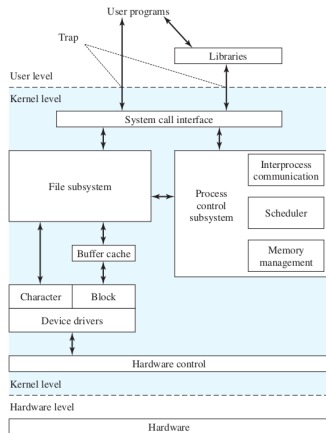 User programs
Trap
Libraries
User level
Kernel level
System call interface
File subsystem
Process
control
subsystem
Interprocess
communication
Scheduler
Memory
management
Buffer cache
Character
Block
Device drivers
Hardware control
Kernel level
Hardware level
Hardware